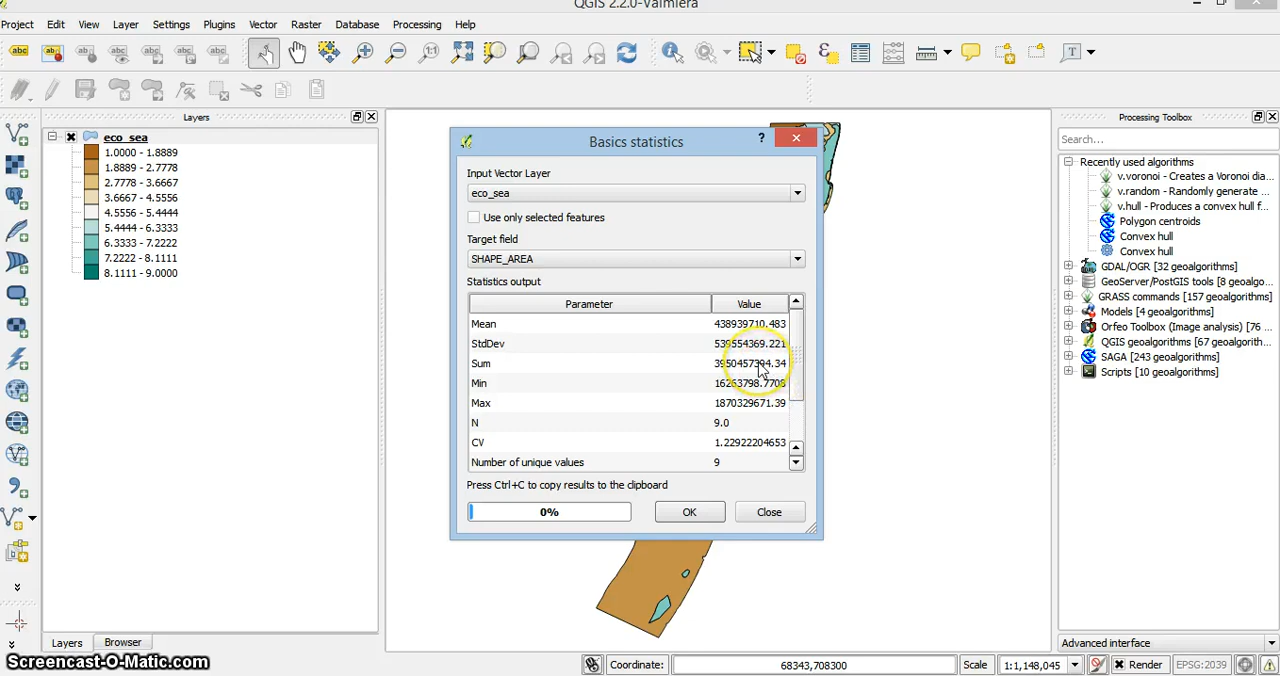 QGIS 2.2.0-Valmiera
Project Edit View Layer Settings Plugins Vector Raster Database Processing Help
Layers
eco_sea
1.0000 - 1.8889
1.8889 - 2.7778
2.7778 - 3.6667
3.6667 - 4.5556
4.5556 - 5.4444
5.4444 - 6.3333
6.3333 - 7.2222
7.2222 - 8.1111
8.1111 - 9.0000
Layers Browser
Basics statistics
Input Vector Layer
eco_sea
Use only selected features
Target field
SHAPE_AREA
Statistics output
Parameter Value
Mean 438939710.483
StdDev 539554369.221
Sum 3950457394.34
Min 16263798.7708
Max 1870329671.39
N 9.0
CV 1.22922204653
Number of unique values 9
Press Ctrl+C to copy results to the clipboard
0% OK Close
Processing Toolbox
Search...
Recently used algorithms
v.voronoi - Creates a Voronoi dia...
v.random - Randomly generate ...
v.hull - Produces a convex hull f...
Polygon centroids
Convex hull
Convex hull
GDAL/OGR [32 geoalgorithms]
GeoServer/PostGIS tools [8 geoalgo...
GRASS commands [157 geoalgorithms]
Models [4 geoalgorithms]
Orfeo Toolbox (Image analysis) [76 ...
QGIS geoalgorithms [67 geoalgorith...
SAGA [243 geoalgorithms]
Scripts [10 geoalgorithms]
Advanced interface
Screencast-O-Matic.com
Coordinate: 68343,708300 Scale 1:1,148,045 Render EPSG:2039